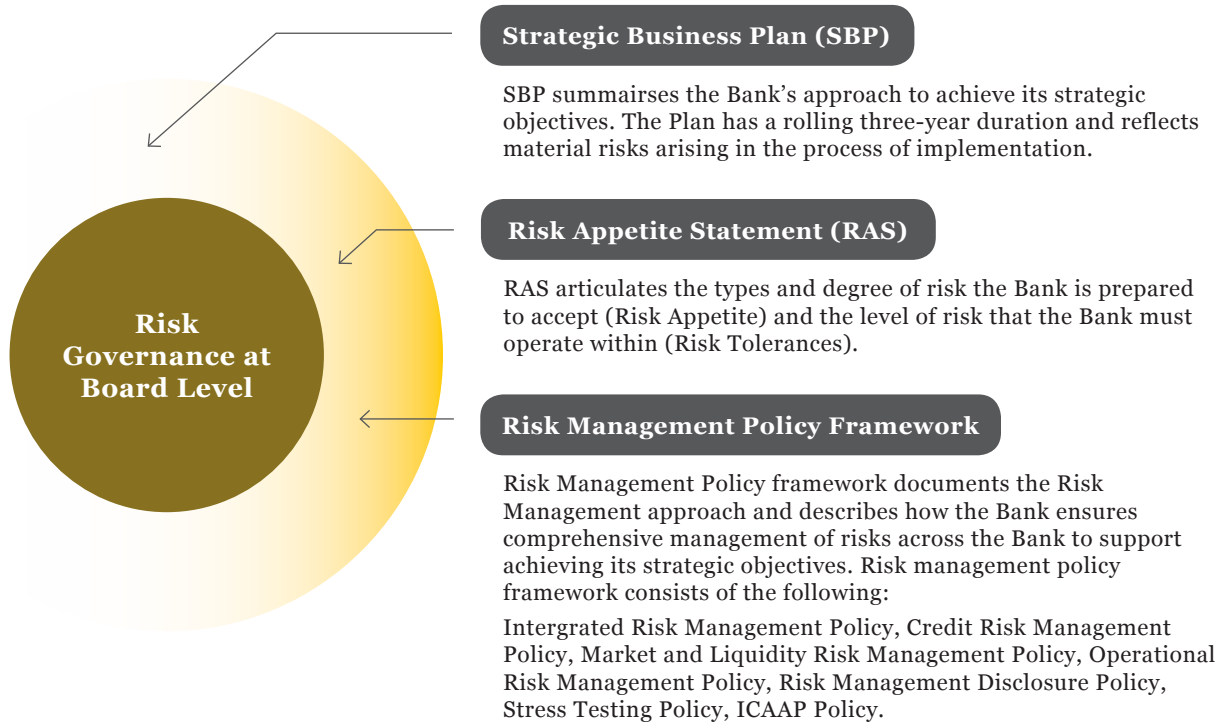 Strategic Business Plan (SBP)
SBP summairses the Bank’s approach to achieve its strategic
objectives. The Plan has a rolling three-year duration and reflects
material risks arising in the process of implementation.
Risk Appetite Statement (RAS)
RAS articulates the types and degree of risk the Bank is prepared
to accept (Risk Appetite) and the level of risk that the Bank must
operate within (Risk Tolerances).
Risk
Governance at
Board Level
Risk Management Policy Framework
Risk Management Policy framework documents the Risk
Management approach and describes how the Bank ensures
comprehensive management of risks across the Bank to support
achieving its strategic objectives. Risk management policy
framework consists of the following:
Intergrated Risk Management Policy, Credit Risk Management
Policy, Market and Liquidity Risk Management Policy, Operational
Risk Management Policy, Risk Management Disclosure Policy,
Stress Testing Policy, ICAAP Policy.